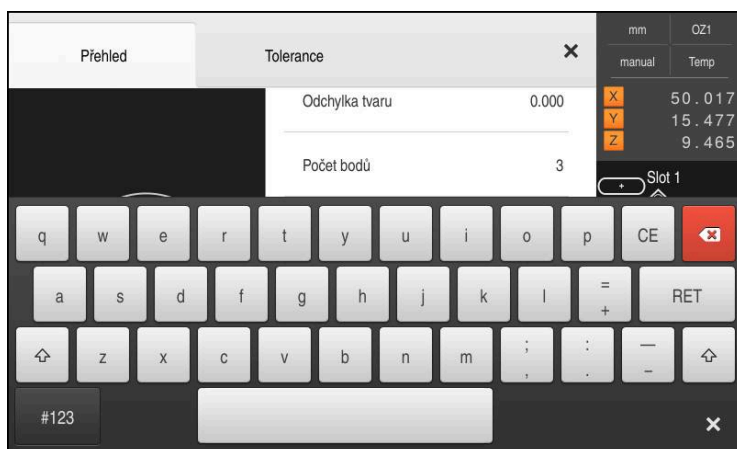 mm OZ1
Přehled Tolerance ×
manual Temp
Odchylka tvaru 0.000
X 50.017
Y 15.477
Z 9.465
Počet bodů 3
+ Slot 1
q w e r t y u i o p CE
a s d f g h j k l = + RET
z x c v b n m ; , : . — –
#123 ×